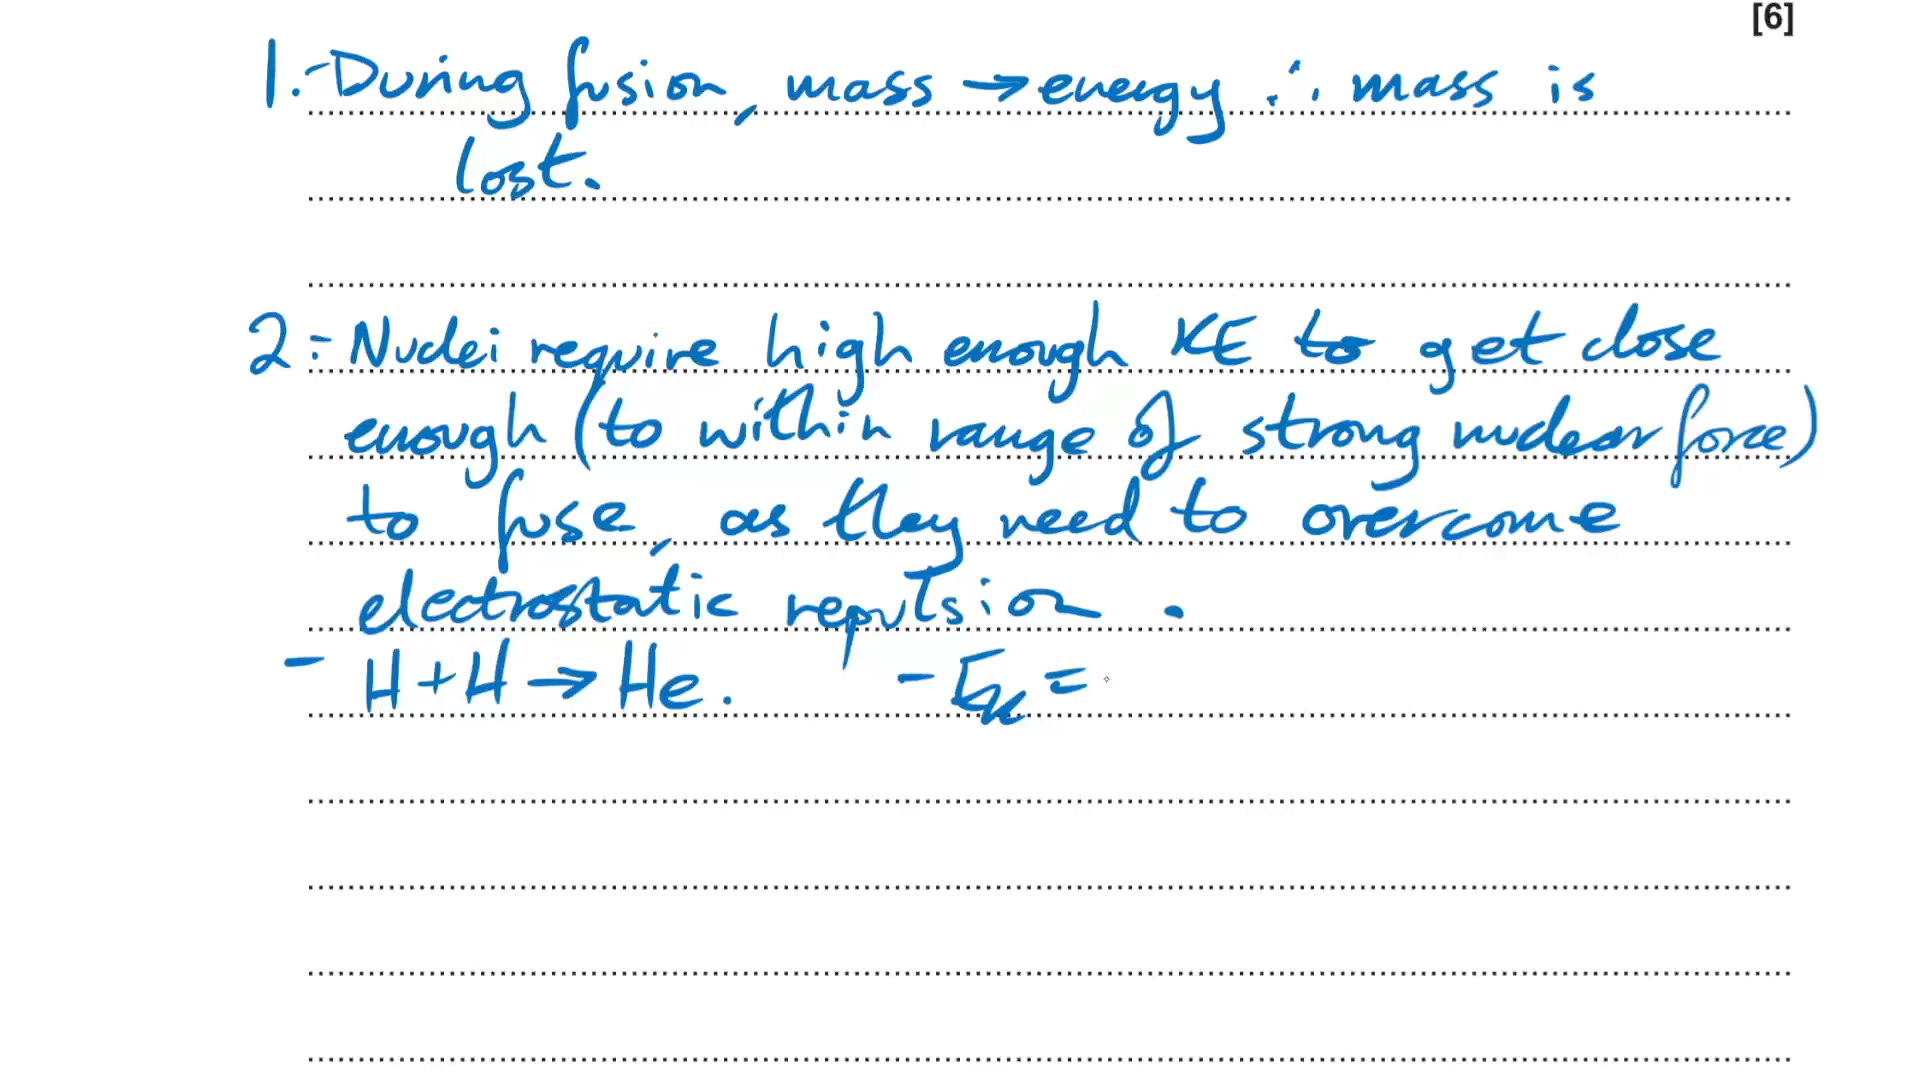 [6]
1. - During fusion, mass → energy ∴ mass is
lost.
2 - Nuclei require high enough KE to get close
enough (to within range of strong nuclear force)
to fuse, as they need to overcome
electrostatic repulsion.
- H + H → He. - Ek =